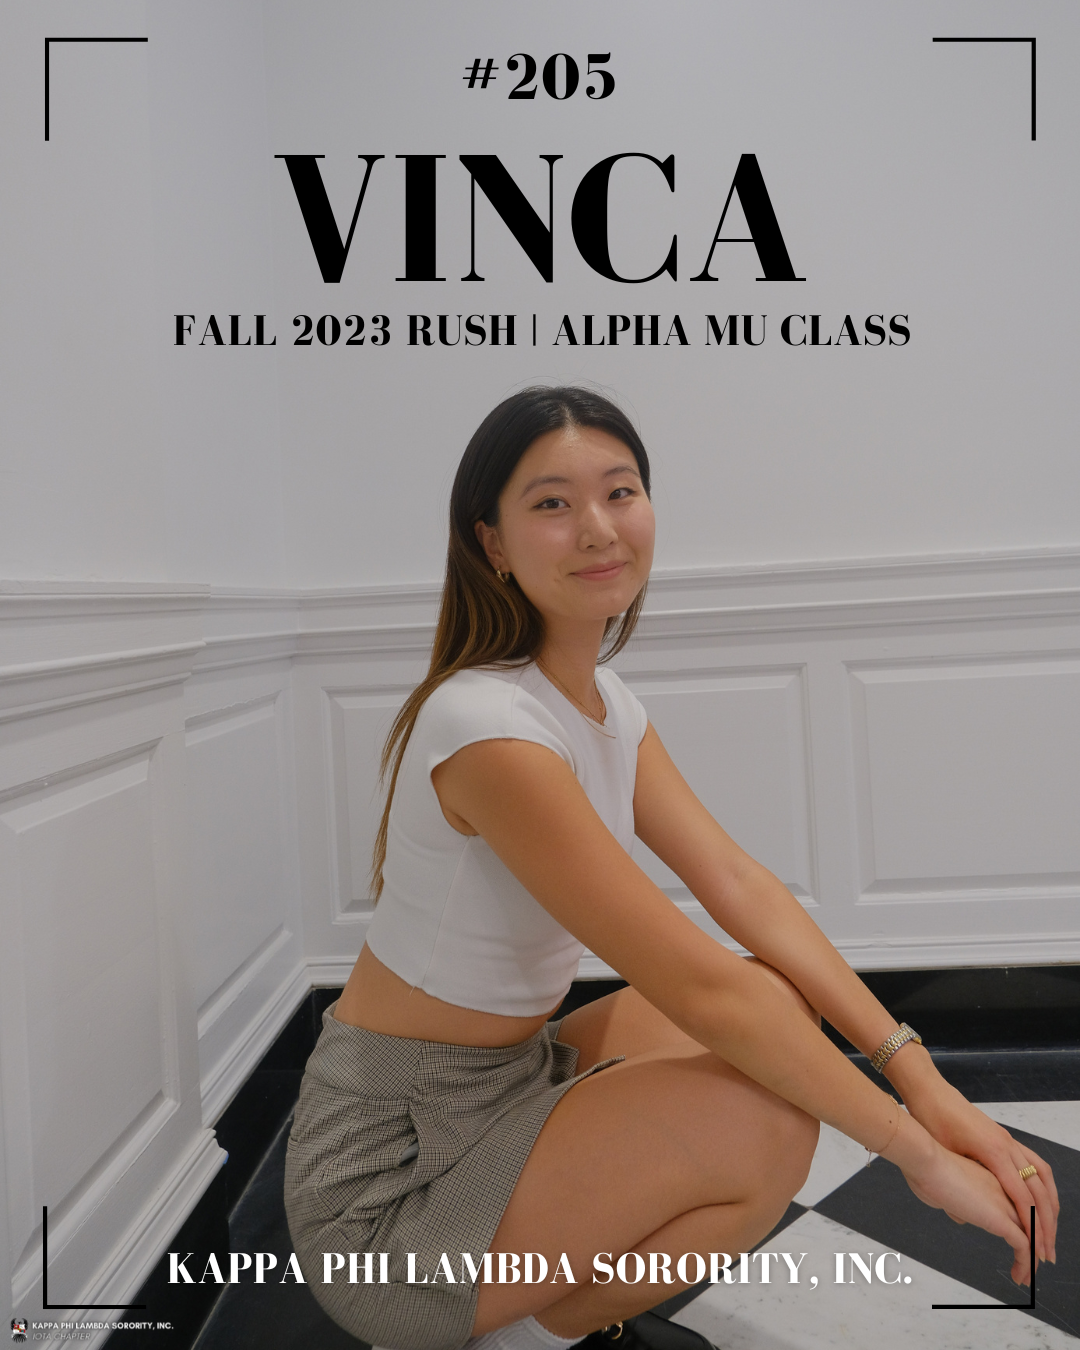 #205
VINCA
FALL 2023 RUSH | ALPHA MU CLASS
KAPPA PHI LAMBDA SORORITY, INC.
KAPPA PHI LAMBDA SORORITY, INC.
IOTA CHAPTER